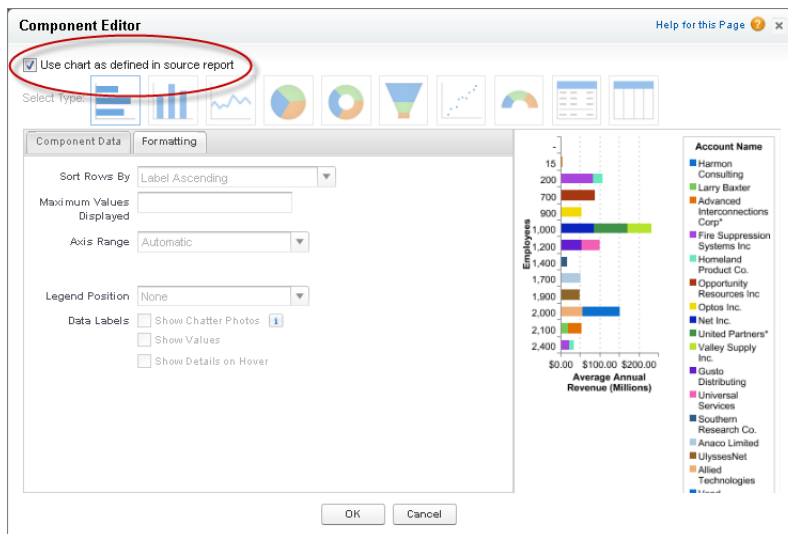 Component Editor
Help for this Page
Use chart as defined in source report
Select Type:
Component Data
Formatting
Sort Rows By
Label Ascending
Maximum Values
Displayed
Axis Range
Automatic
Legend Position
None
Data Labels
Show Chatter Photos
Show Values
Show Details on Hover
Employees
-
15
200
700
900
1,000
1,200
1,400
1,700
1,900
2,000
2,100
2,400
$0.00 $100.00 $200.00
Average Annual
Revenue (Millions)
Account Name
Harmon
Consulting
Larry Baxter
Advanced
Interconnections
Corp*
Fire Suppression
Systems Inc
Homeland
Product Co.
Opportunity
Resources Inc
Optos Inc.
Net Inc.
United Partners*
Valley Supply
Inc.
Gusto
Distributing
Universal
Services
Southern
Research Co.
Anaco Limited
UlyssesNet
Allied
Technologies
OK
Cancel